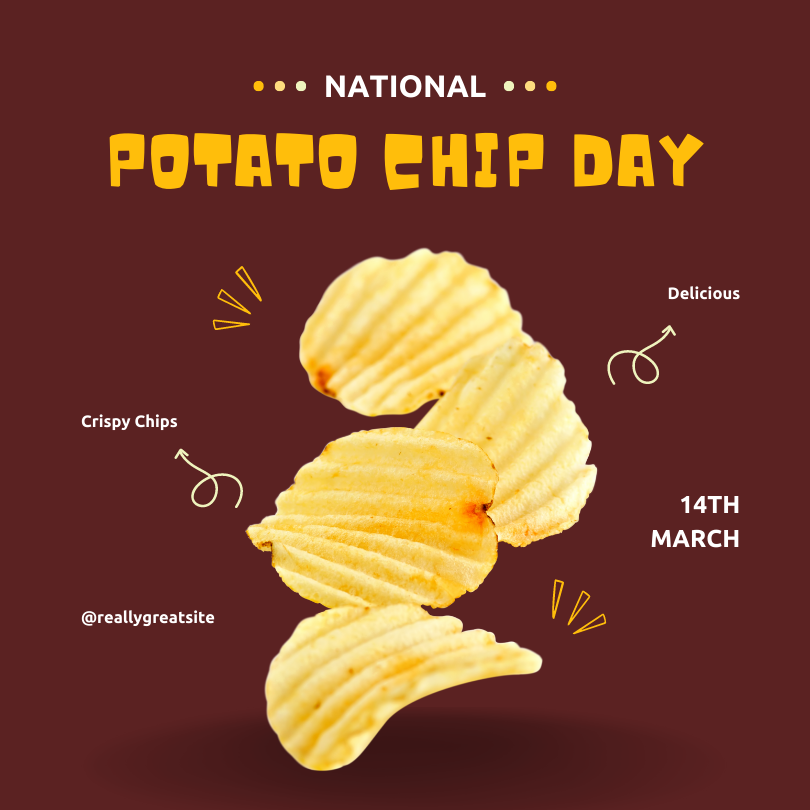 NATIONAL
POTATO CHIP DAY
Delicious
Crispy Chips
14TH
MARCH
@reallygreatsite